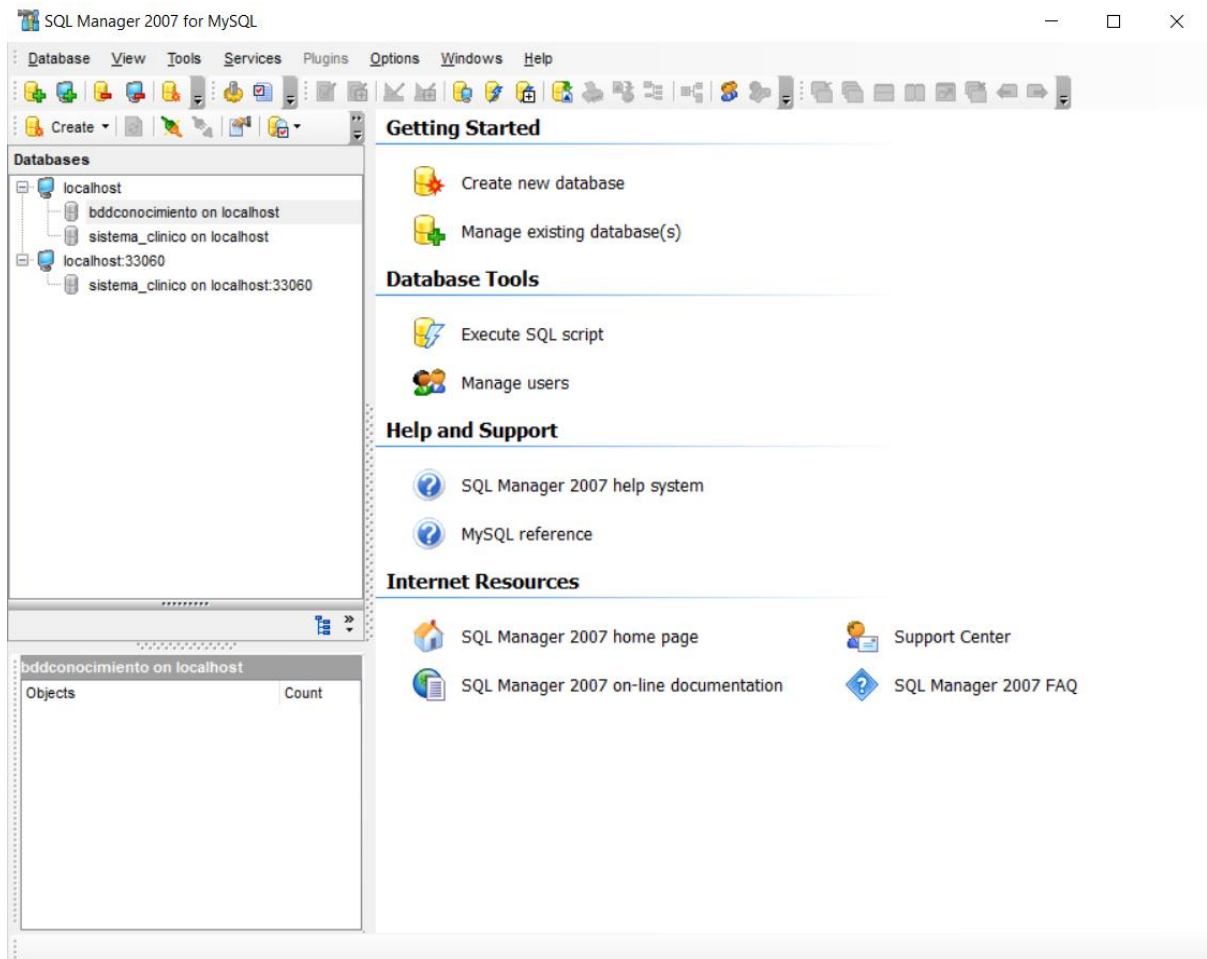 SQL Manager 2007 for MySQL
Database View Tools Services Plugins Options Windows Help
Create
Databases
localhost
bddconocimiento on localhost
sistema_clinico on localhost
localhost:33060
sistema_clinico on localhost:33060
bddconocimiento on localhost
Objects Count
Getting Started
Create new database
Manage existing database(s)
Database Tools
Execute SQL script
Manage users
Help and Support
SQL Manager 2007 help system
MySQL reference
Internet Resources
SQL Manager 2007 home page Support Center
SQL Manager 2007 on-line documentation SQL Manager 2007 FAQ